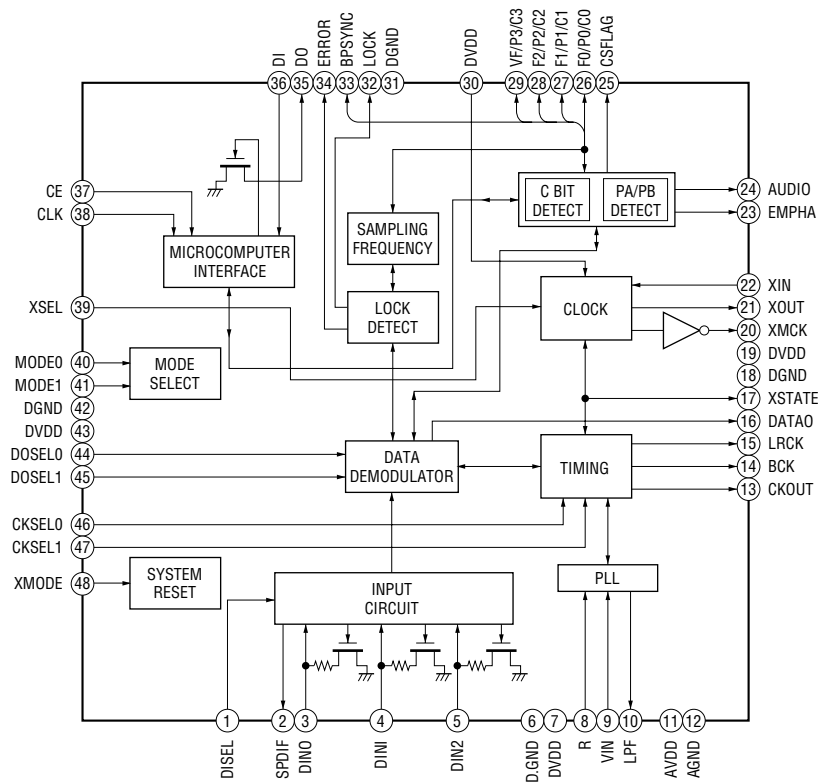 DI
DO
ERROR
BPSYNC
LOCK
DGND
DVDD
VF/P3/C3
F2/P2/C2
F1/P1/C1
F0/P0/C0
CSFLAG
36
35
34
33
32
31
30
29
28
27
26
25
CE
37
CLK
38
XSEL
39
MODE0
40
MODE1
41
DGND
42
DVDD
43
DOSEL0
44
DOSEL1
45
CKSEL0
46
CKSEL1
47
XMODE
48
MICROCOMPUTER
INTERFACE
SAMPLING
FREQUENCY
LOCK
DETECT
C BIT
DETECT
PA/PB
DETECT
CLOCK
MODE
SELECT
DATA
DEMODULATOR
TIMING
SYSTEM
RESET
INPUT
CIRCUIT
PLL
24
AUDIO
23
EMPHA
22
XIN
21
XOUT
20
XMCK
19
DVDD
18
DGND
17
XSTATE
16
DATAO
15
LRCK
14
BCK
13
CKOUT
1
2
3
4
5
6
7
8
9
10
11
12
DISEL
SPDIF
DINO
DINI
DIN2
D.GND
DVDD
R
VIN
LPF
AVDD
AGND